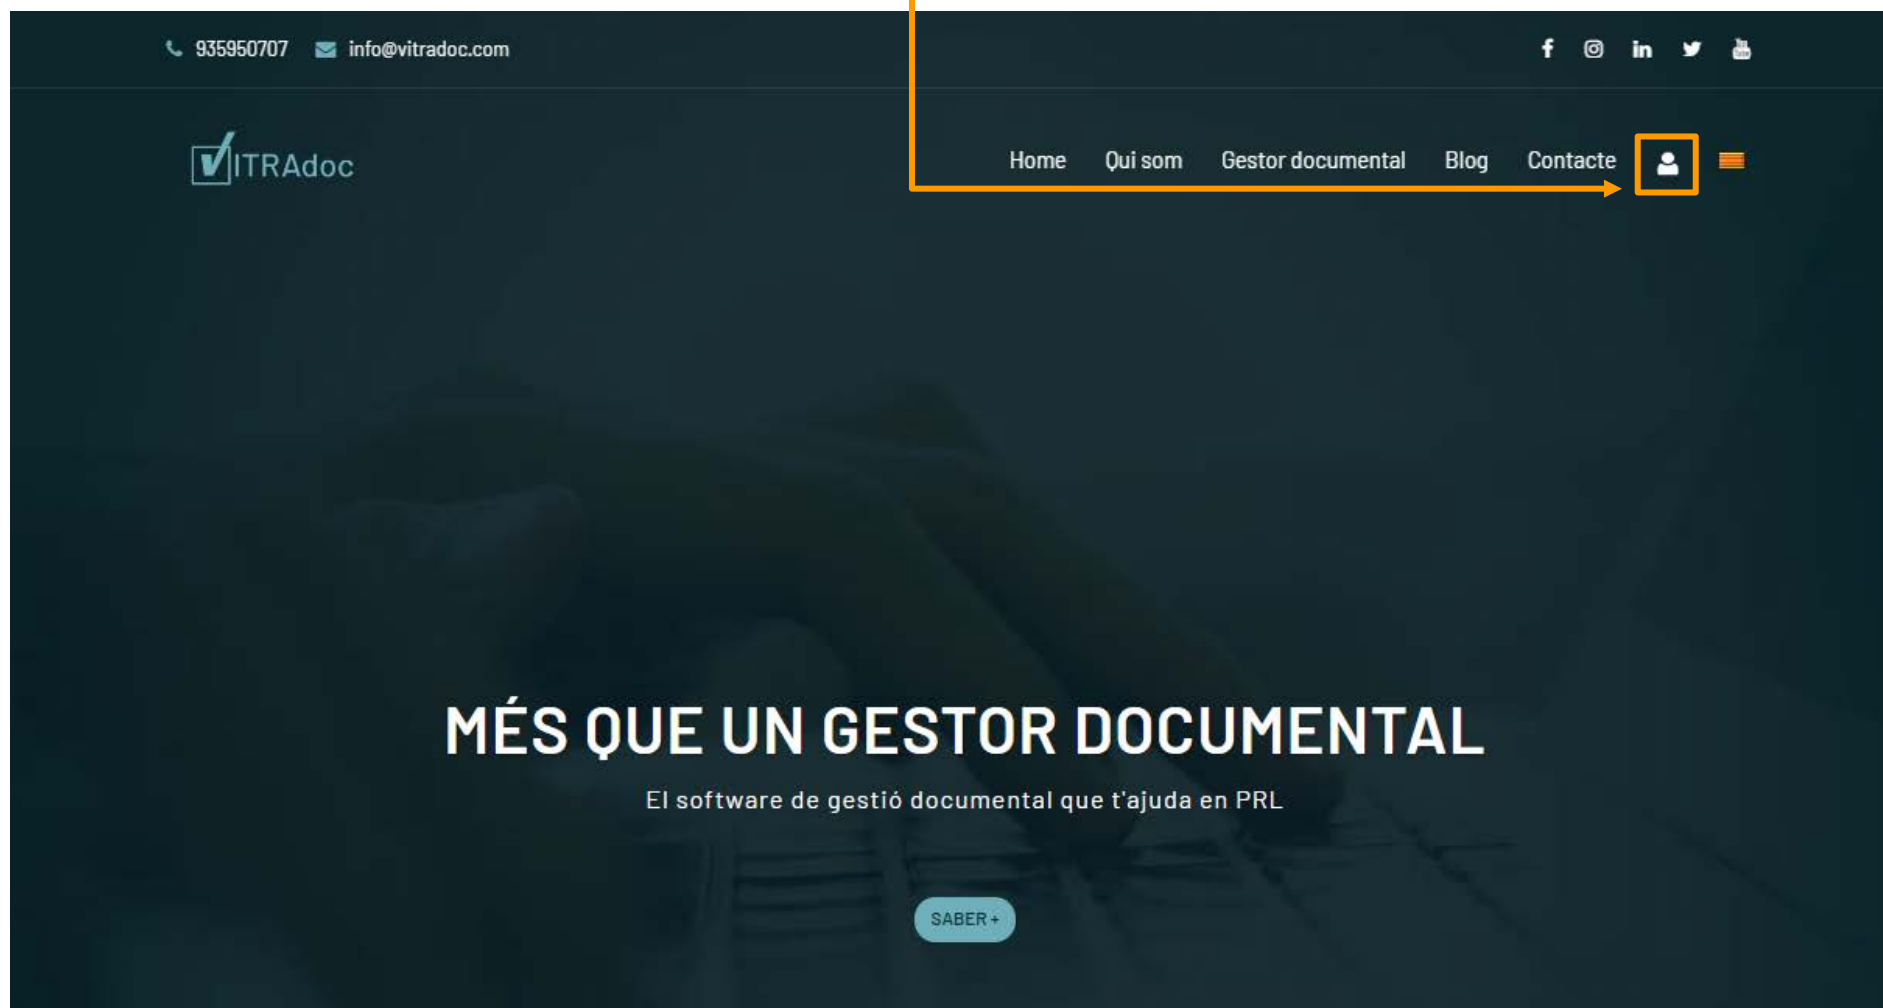 935950707 info@vitradoc.com
VITRAdoc
Home Qui som Gestor documental Blog Contacte
MÉS QUE UN GESTOR DOCUMENTAL
El software de gestió documental que t'ajuda en PRL
SABER +